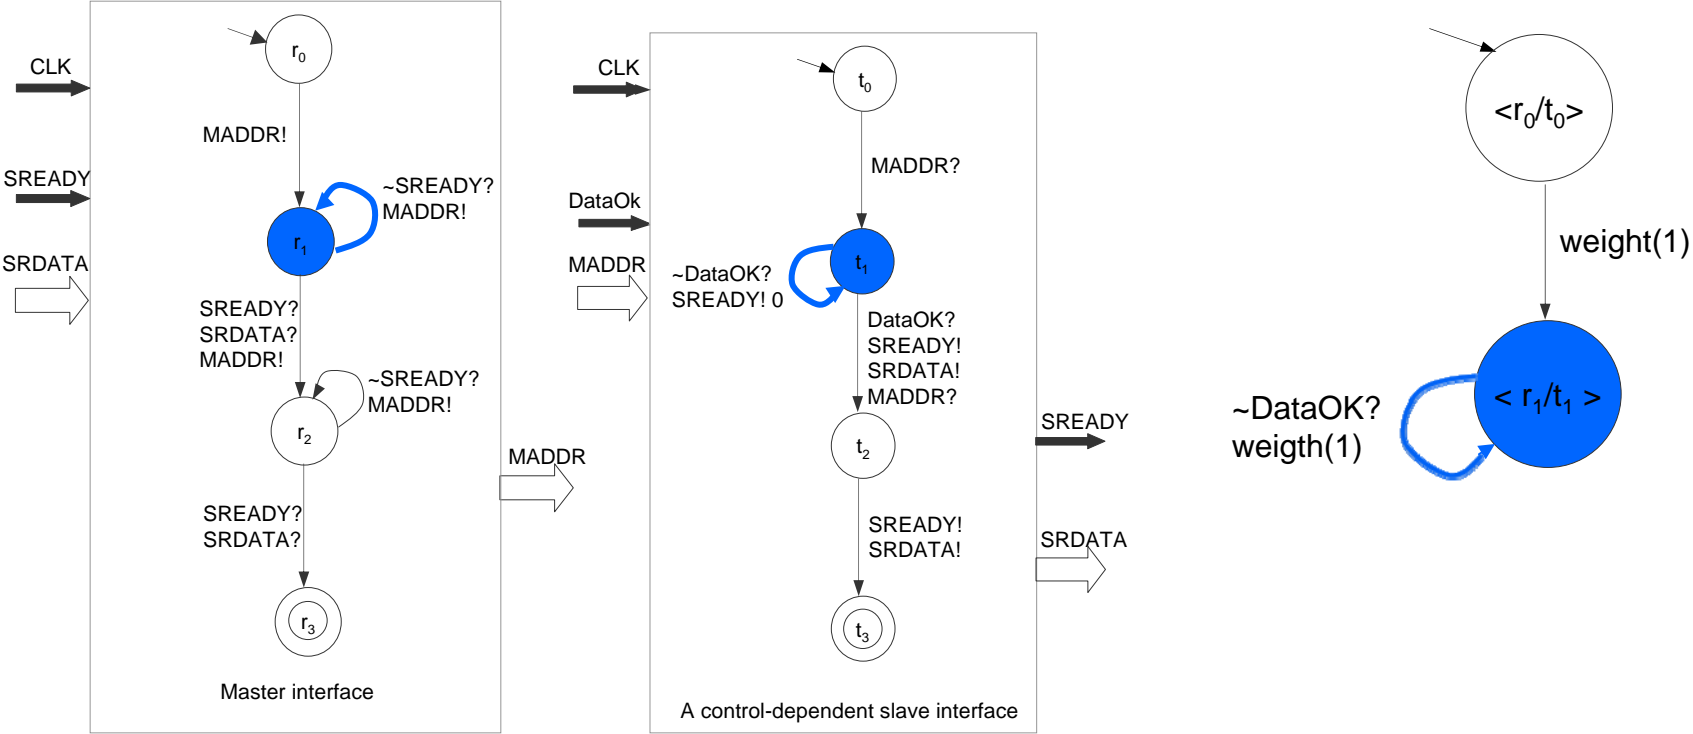 CLK
SREADY
SRDATA
r0
MADDR!
~SREADY?
MADDR!
r1
SREADY?
SRDATA?
MADDR!
~SREADY?
MADDR!
r2
SREADY?
SRDATA?
r3
Master interface
MADDR
CLK
DataOk
MADDR
t0
MADDR?
t1
~DataOK?
SREADY! 0
DataOK?
SREADY!
SRDATA!
MADDR?
t2
SREADY!
SRDATA!
t3
A control-dependent slave interface
SREADY
SRDATA
<r0/t0>
weight(1)
< r1/t1 >
~DataOK?
weigth(1)